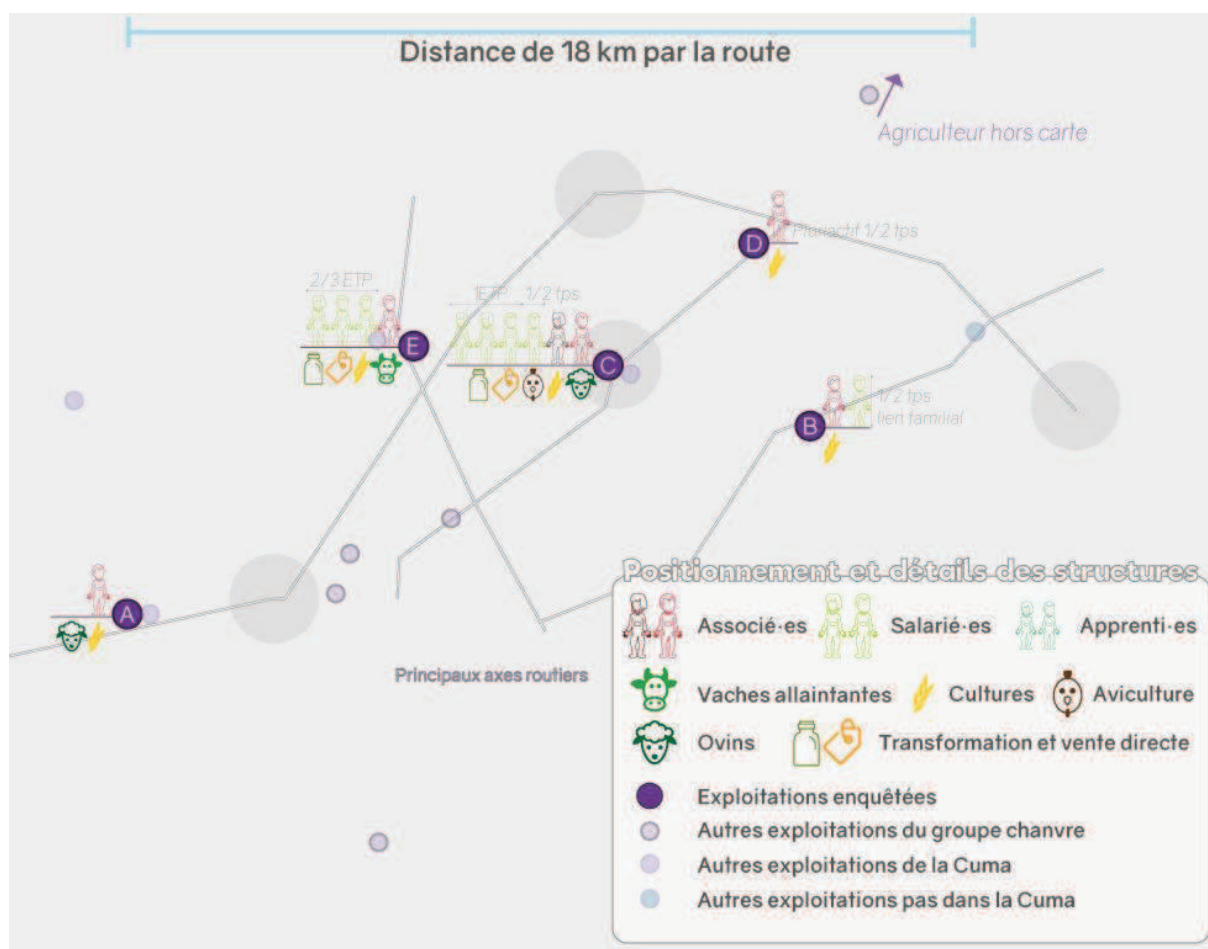 Distance de 18 km par la route
Agriculteur hors carte
D
Pluriactif 1/2 tps
2/3 ETP
1ETP
1/2 tps
E
C
B
1/2 tps
lien familial
A
Principaux axes routiers
Positionnement et détails des structures
Associé·es
Salarié·es
Apprenti·es
Vaches allaintantes
Cultures
Aviculture
Ovins
Transformation et vente directe
Exploitations enquêtées
Autres exploitations du groupe chanvre
Autres exploitations de la Cuma
Autres exploitations pas dans la Cuma